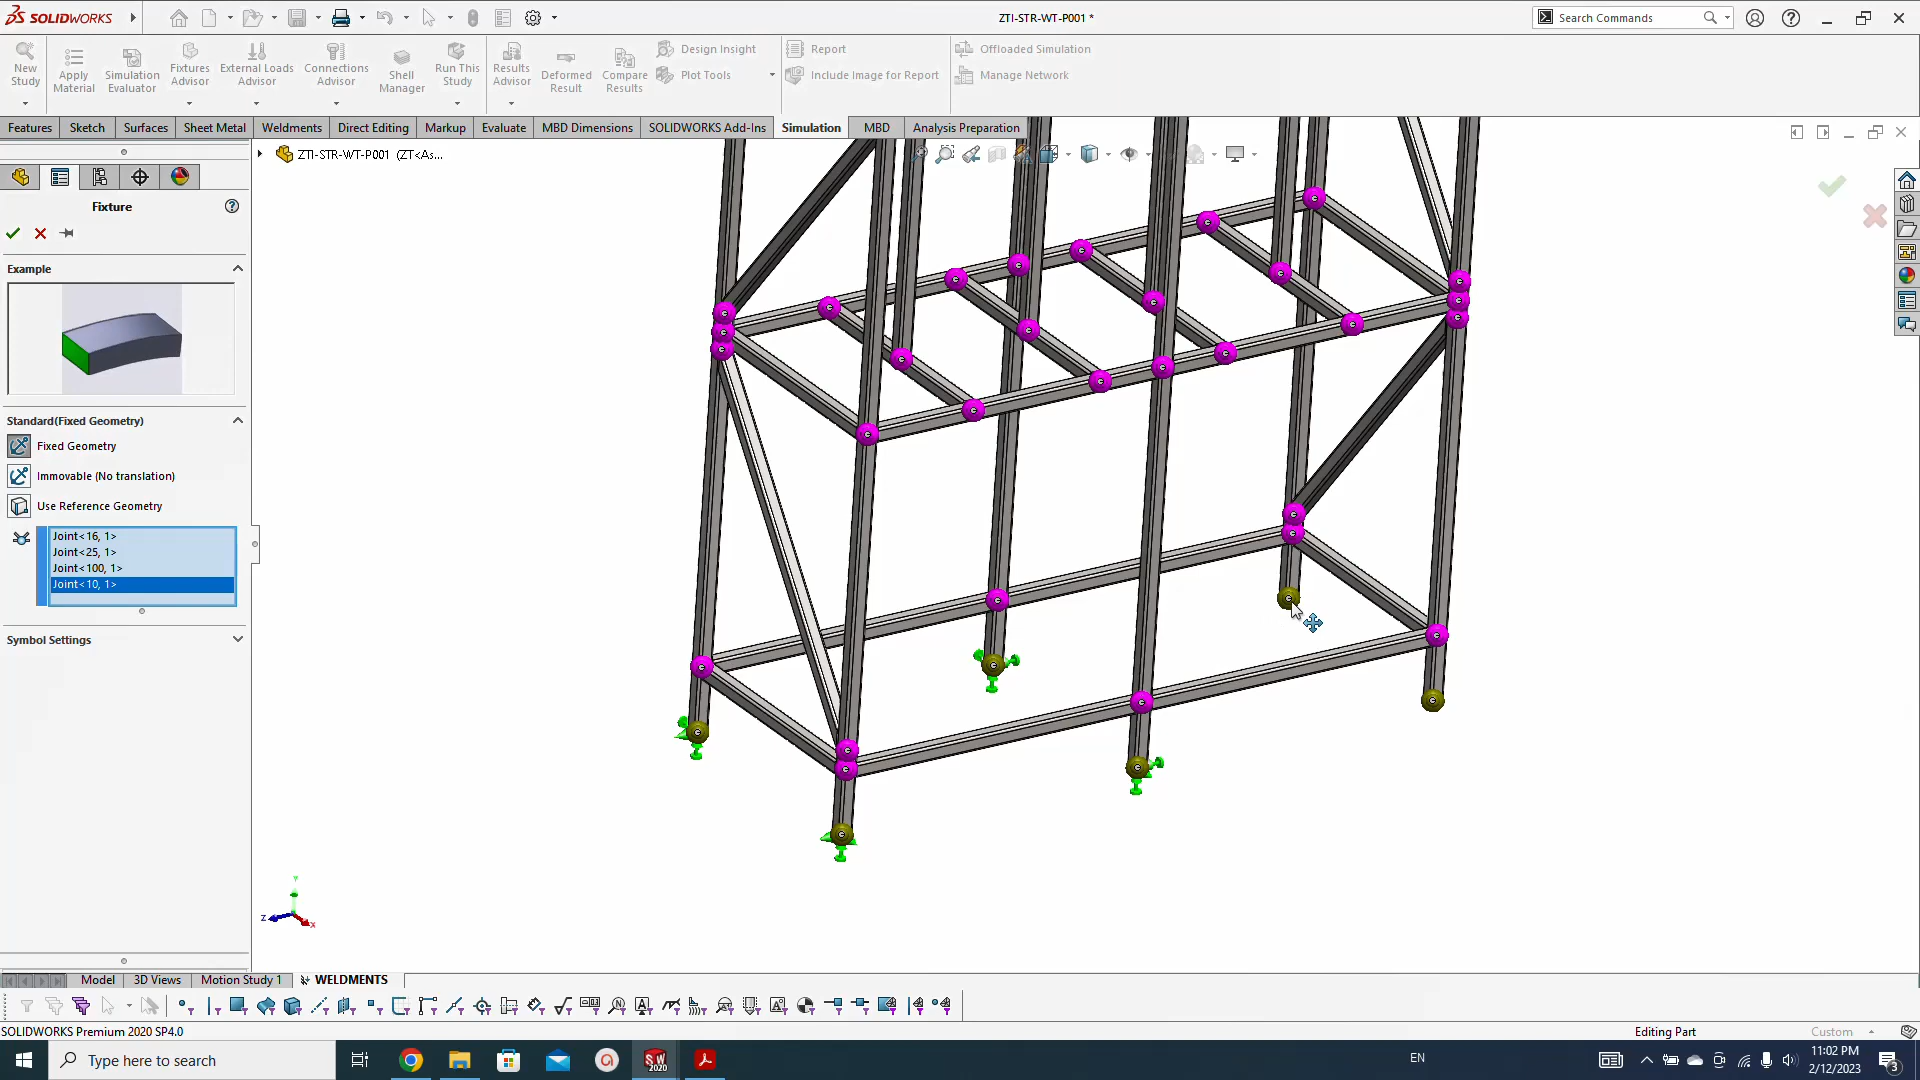 SOLIDWORKS
ZTI-STR-WT-P001 *
Search Commands
New Study
Apply Material
Simulation Evaluator
Fixtures Advisor
External Loads Advisor
Connections Advisor
Shell Manager
Run This Study
Results Advisor
Deformed Result
Compare Results
Design Insight
Plot Tools
Report
Include Image for Report
Offloaded Simulation
Manage Network
Features
Sketch
Surfaces
Sheet Metal
Weldments
Direct Editing
Markup
Evaluate
MBD Dimensions
SOLIDWORKS Add-Ins
Simulation
MBD
Analysis Preparation
ZTI-STR-WT-P001 (ZT<As...
Fixture
Example
Standard(Fixed Geometry)
Fixed Geometry
Immovable (No translation)
Use Reference Geometry
Joint<16, 1>
Joint<25, 1>
Joint<100, 1>
Joint<10, 1>
Symbol Settings
Y
Z
X
Model
3D Views
Motion Study 1
WELDMENTS
SOLIDWORKS Premium 2020 SP4.0
Editing Part
Custom
Type here to search
SW
2020
EN
11:02 PM
2/12/2023
3